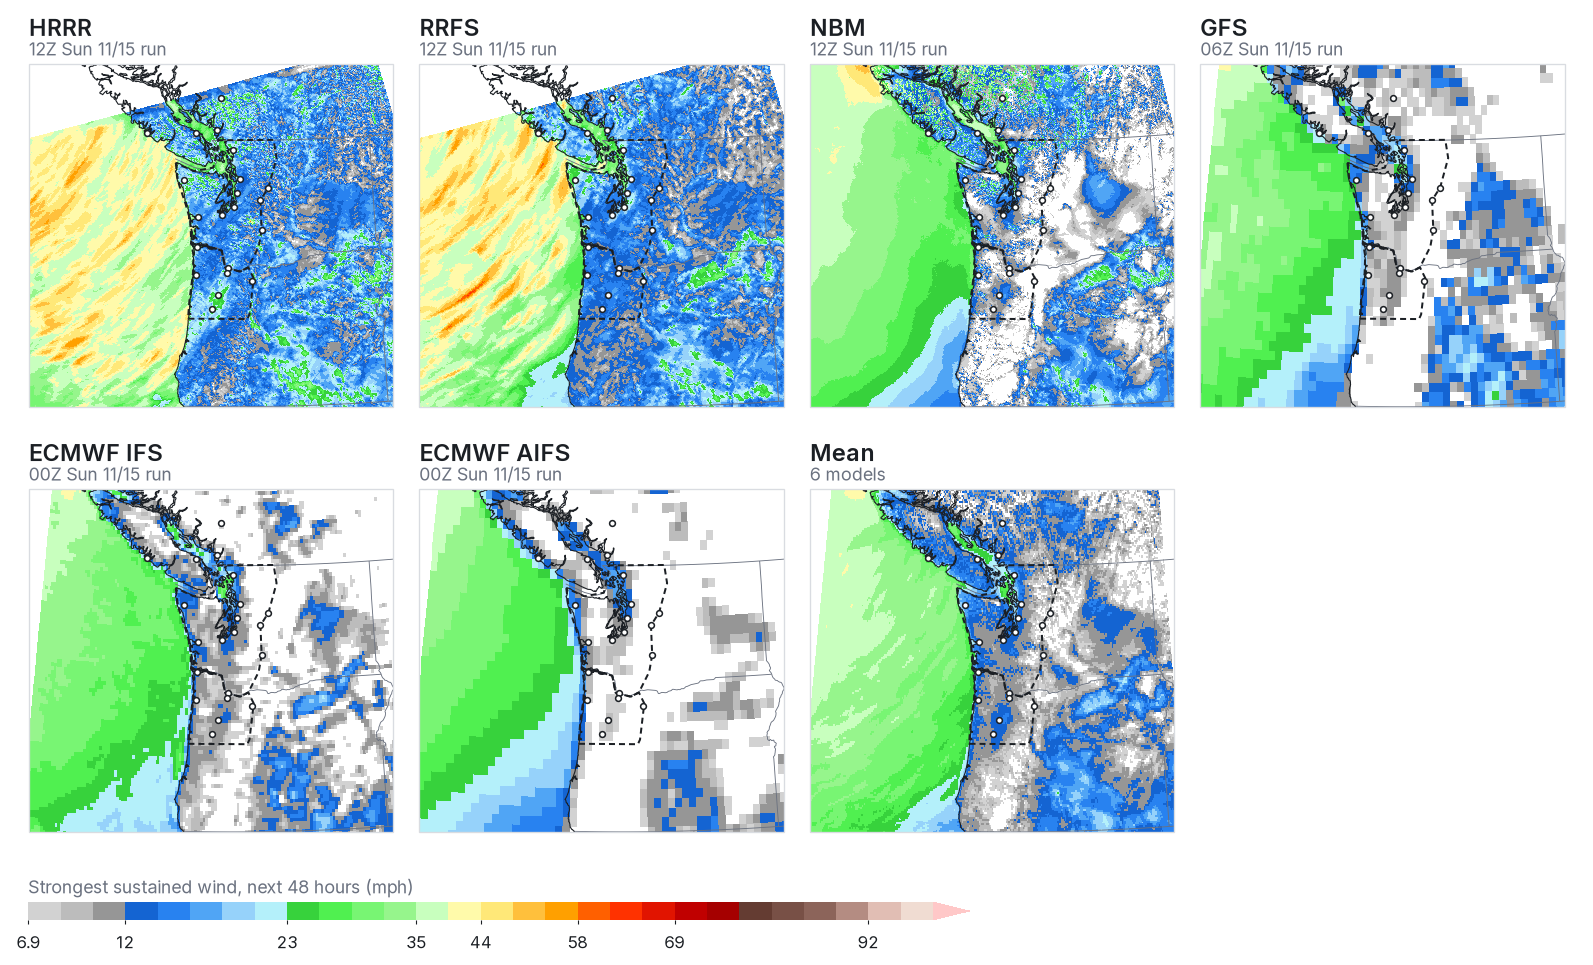 HRRR
12Z Sun 11/15 run
RRFS
12Z Sun 11/15 run
NBM
12Z Sun 11/15 run
GFS
06Z Sun 11/15 run
ECMWF IFS
00Z Sun 11/15 run
ECMWF AIFS
00Z Sun 11/15 run
Mean
6 models
Strongest sustained wind, next 48 hours (mph)
6.9 12 23 35 44 58 69 92